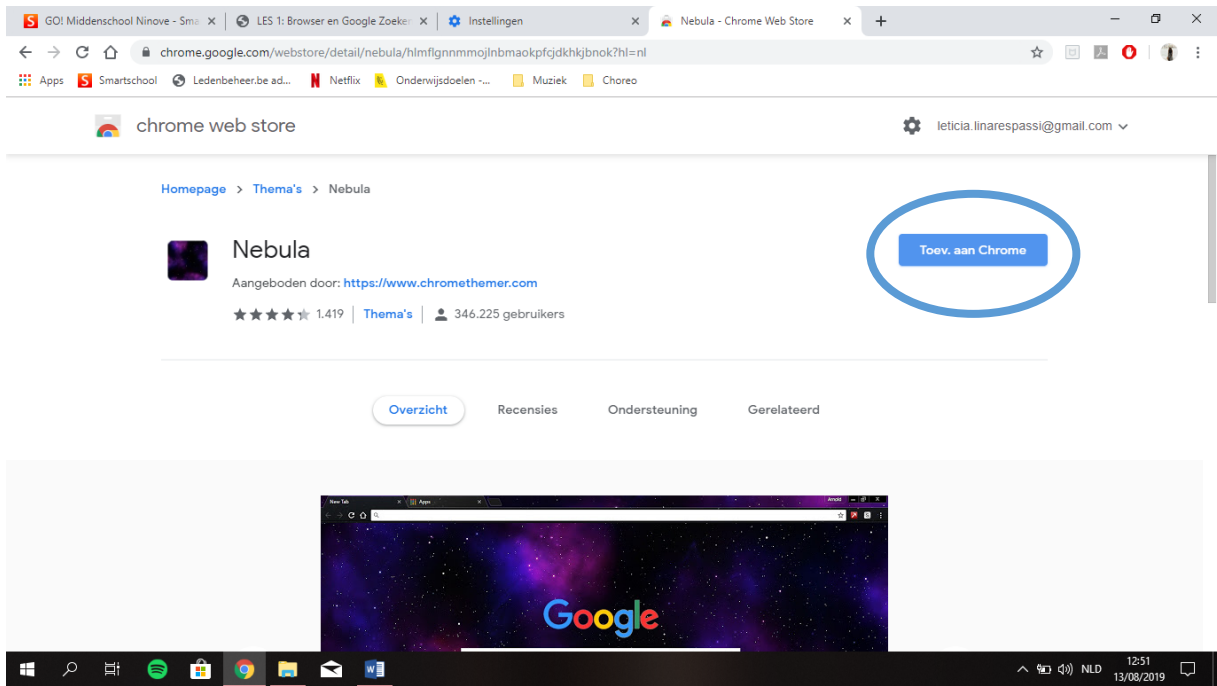 GO! Middenschool Ninove - Sma
LES 1: Browser en Google Zoeker
Instellingen
Nebula - Chrome Web Store
chrome.google.com/webstore/detail/nebula/hlmflgnnmmojlnbmaokpfcjdkhkjbnok?hl=nl
Apps
Smartschool
Ledenbeheer.be ad...
Netflix
Onderwijsdoelen -...
Muziek
Choreo
chrome web store
leticia.linarespassi@gmail.com
Homepage > Thema's > Nebula
Nebula
Toev. aan Chrome
Aangeboden door: https://www.chromethemer.com
1.419 | Thema's | 346.225 gebruikers
Overzicht
Recensies
Ondersteuning
Gerelateerd
New Tab
Apps
Arnold
Google
NLD
12:51
13/08/2019